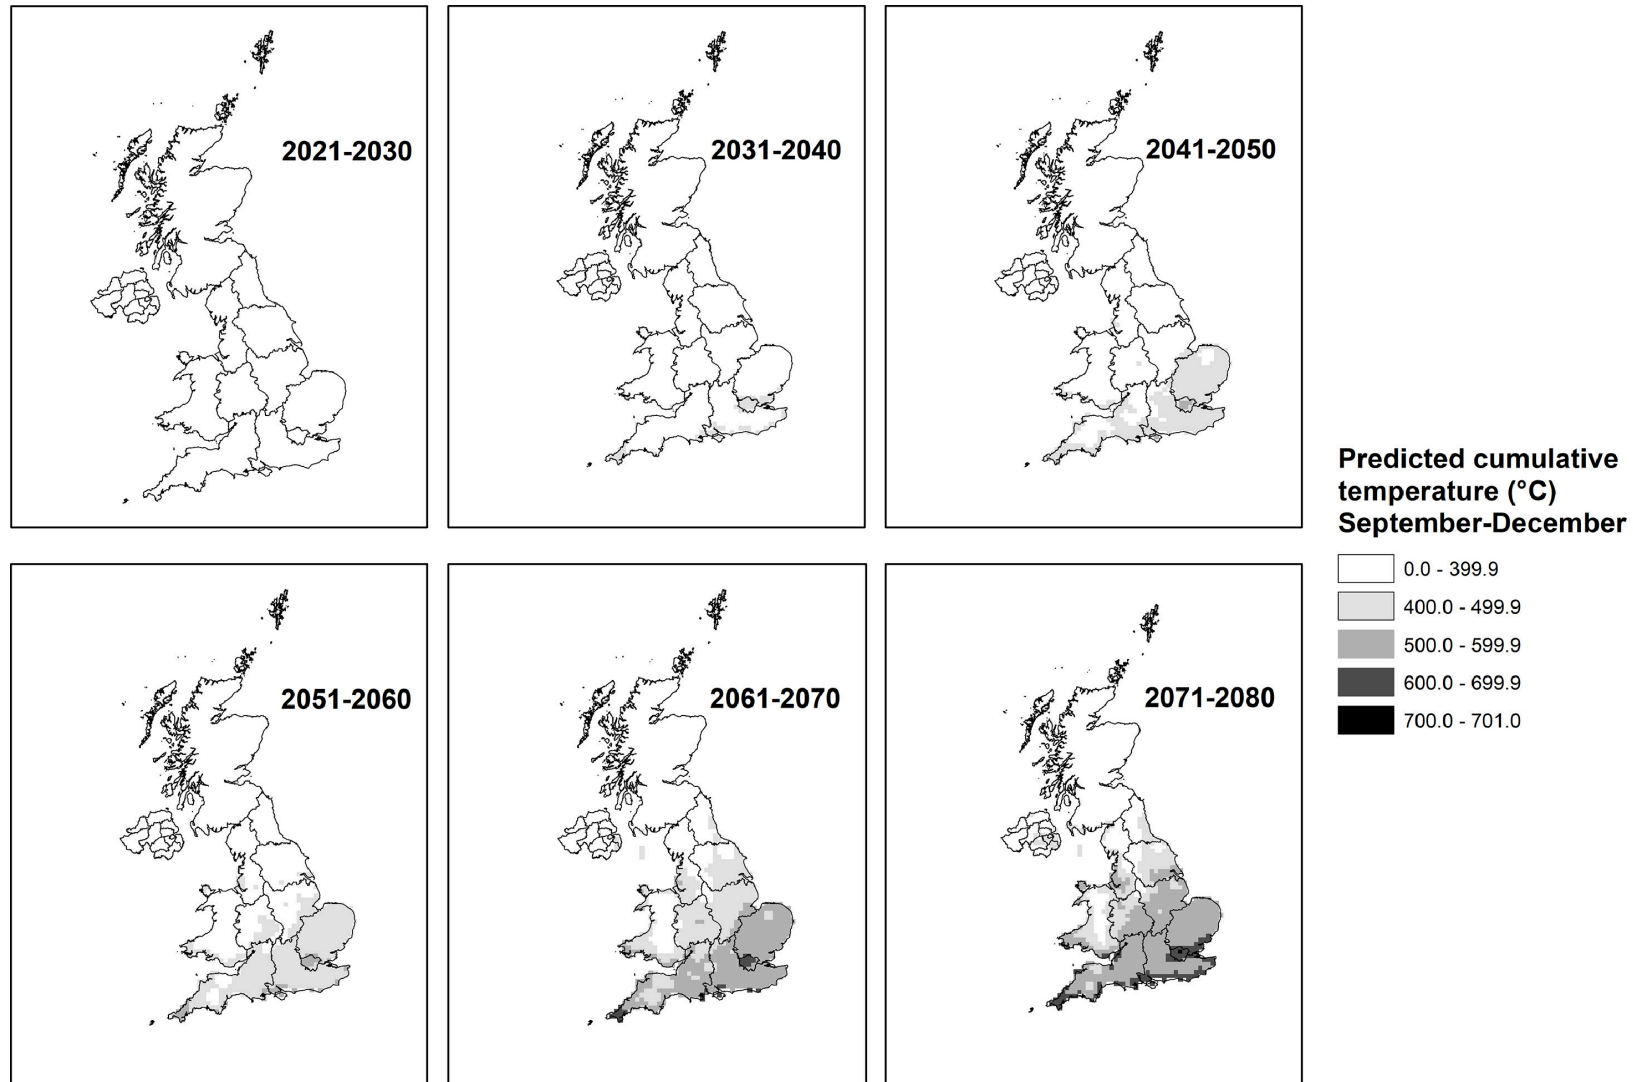 2021-2030
2031-2040
2041-2050
2051-2060
2061-2070
2071-2080
Predicted cumulative
temperature (°C)
September-December
0.0 - 399.9
400.0 - 499.9
500.0 - 599.9
600.0 - 699.9
700.0 - 701.0